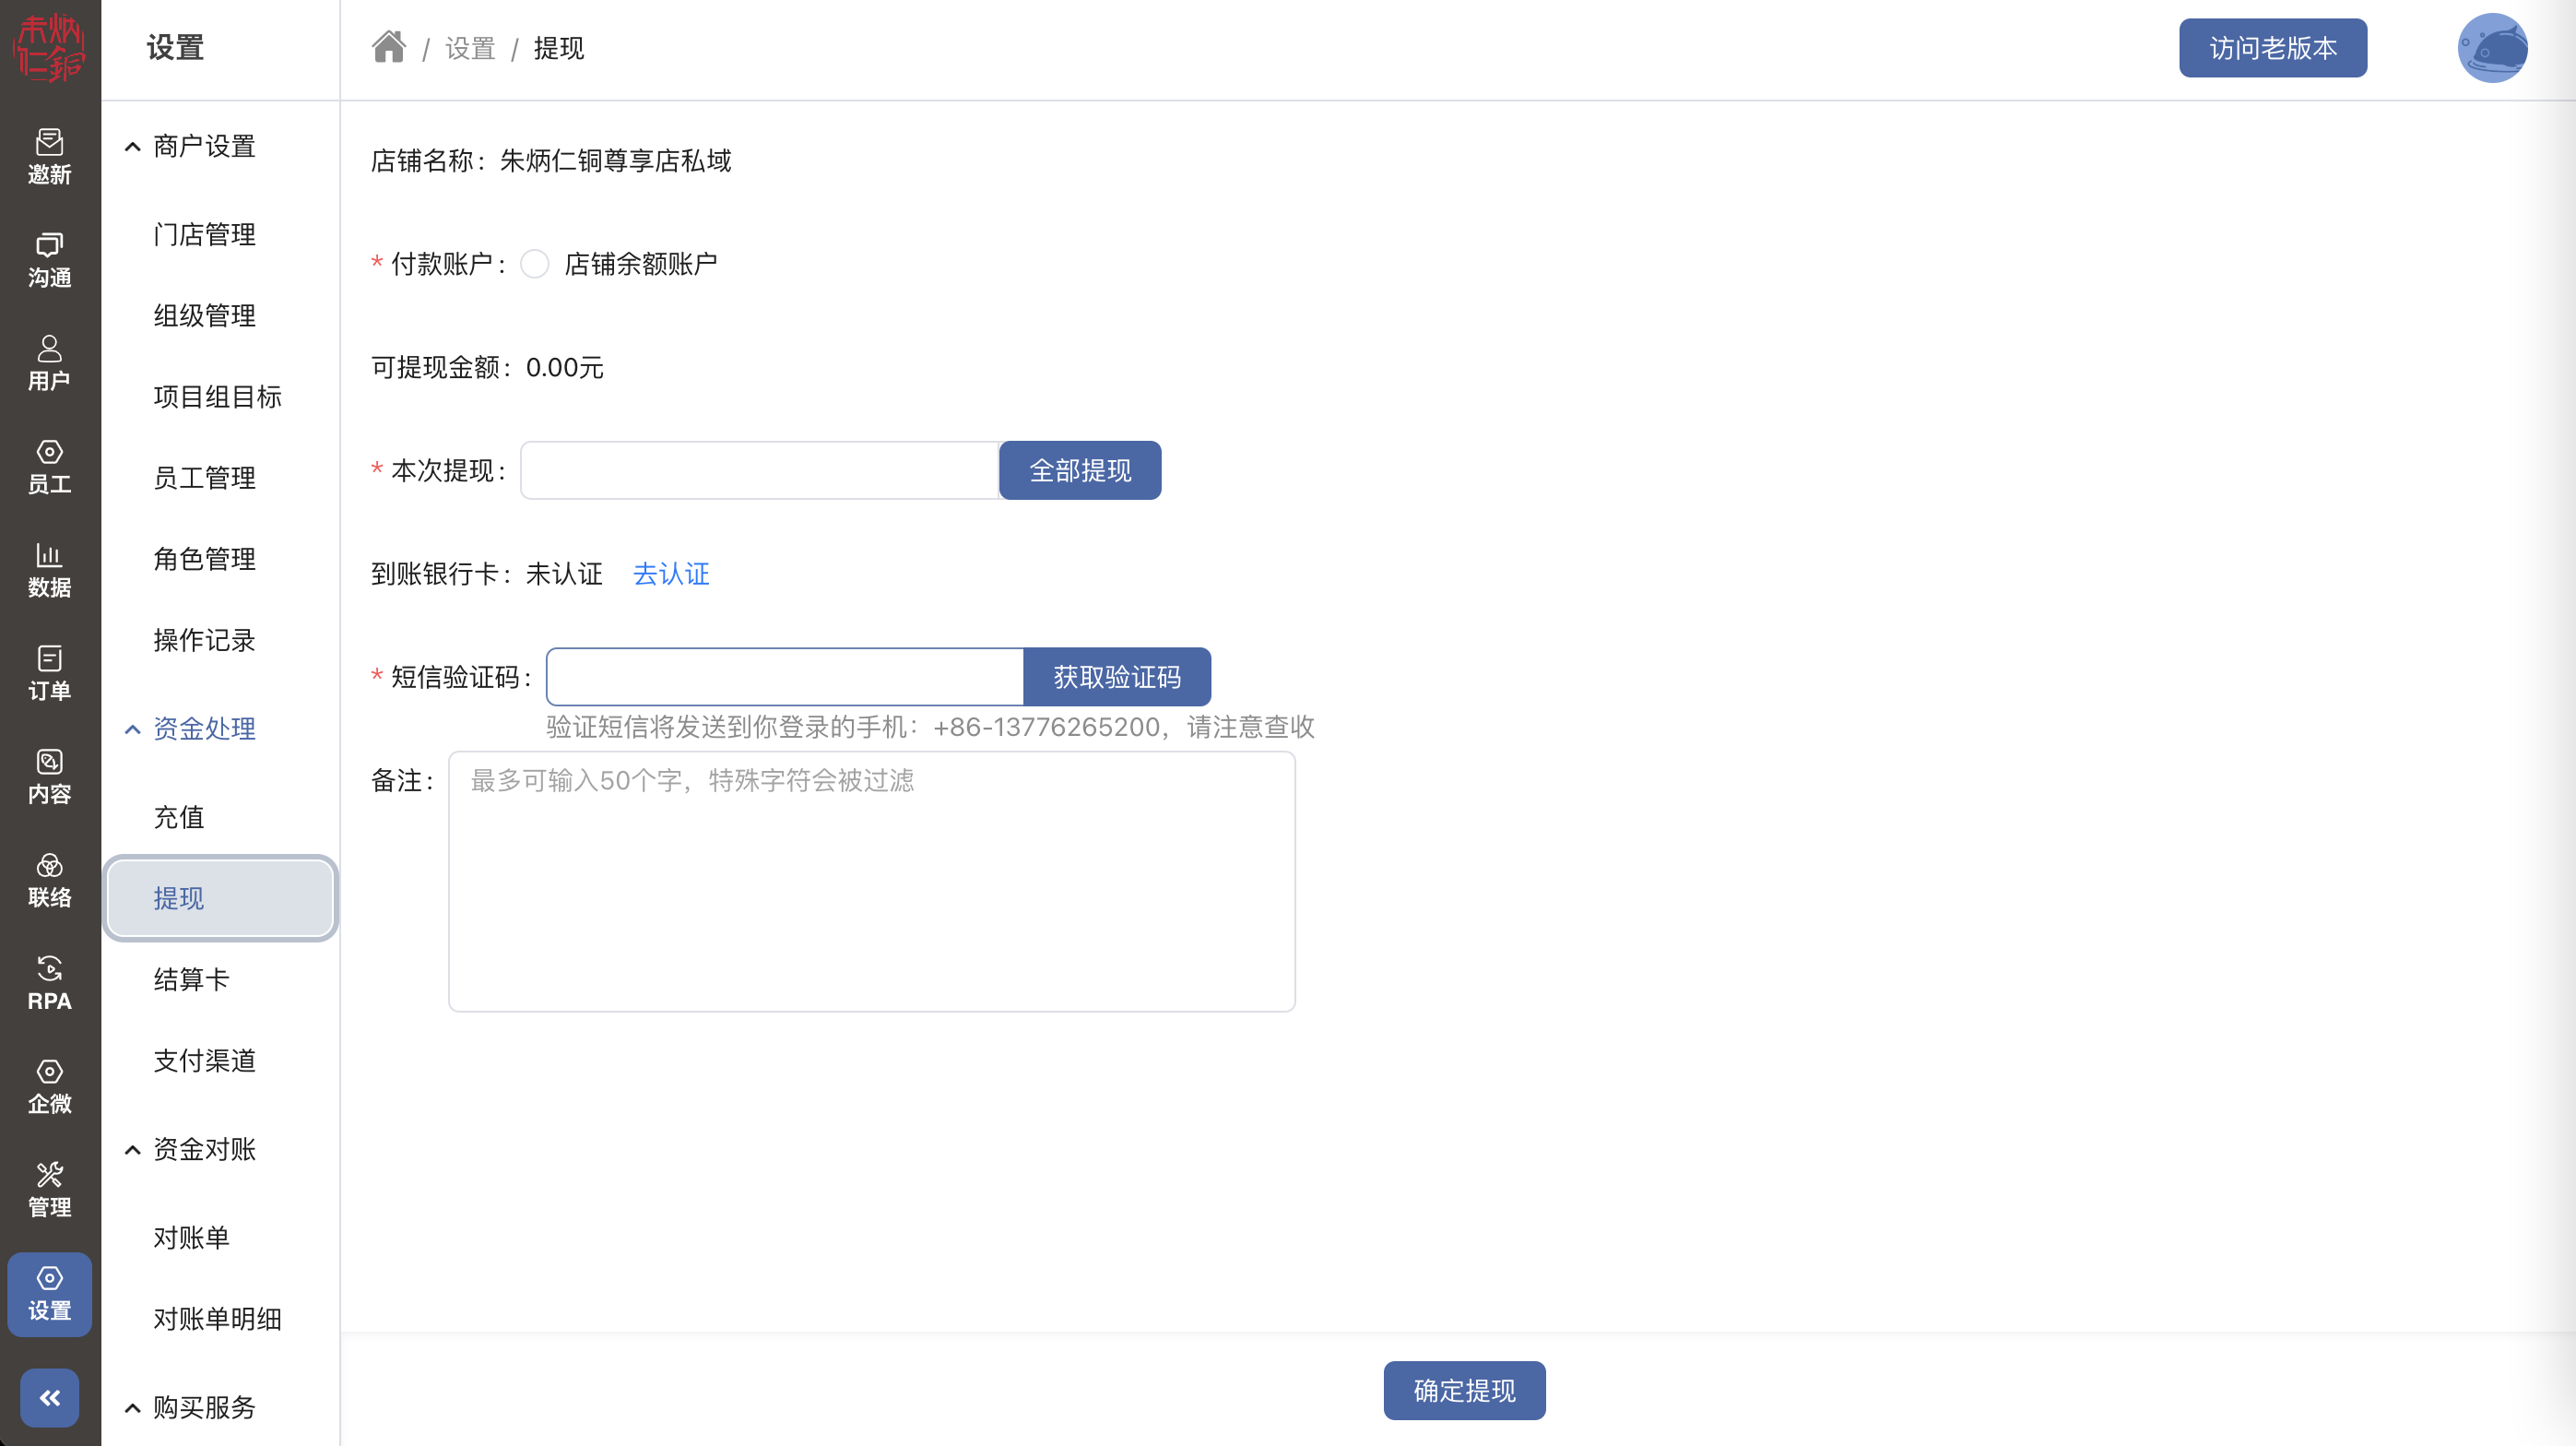 朱炳
仁銅
设置
/ 设置 / 提现
访问老版本
邀新
沟通
用户
员工
数据
订单
内容
联络
RPA
企微
管理
设置
商户设置
门店管理
组级管理
项目组目标
员工管理
角色管理
操作记录
资金处理
充值
提现
结算卡
支付渠道
资金对账
对账单
对账单明细
购买服务
店铺名称: 朱炳仁铜尊享店私域
* 付款账户: 店铺余额账户
可提现金额: 0.00元
* 本次提现: 全部提现
到账银行卡: 未认证 去认证
* 短信验证码: 获取验证码
验证短信将发送到你登录的手机: +86-13776265200，请注意查收
备注: 最多可输入50个字，特殊字符会被过滤
确定提现